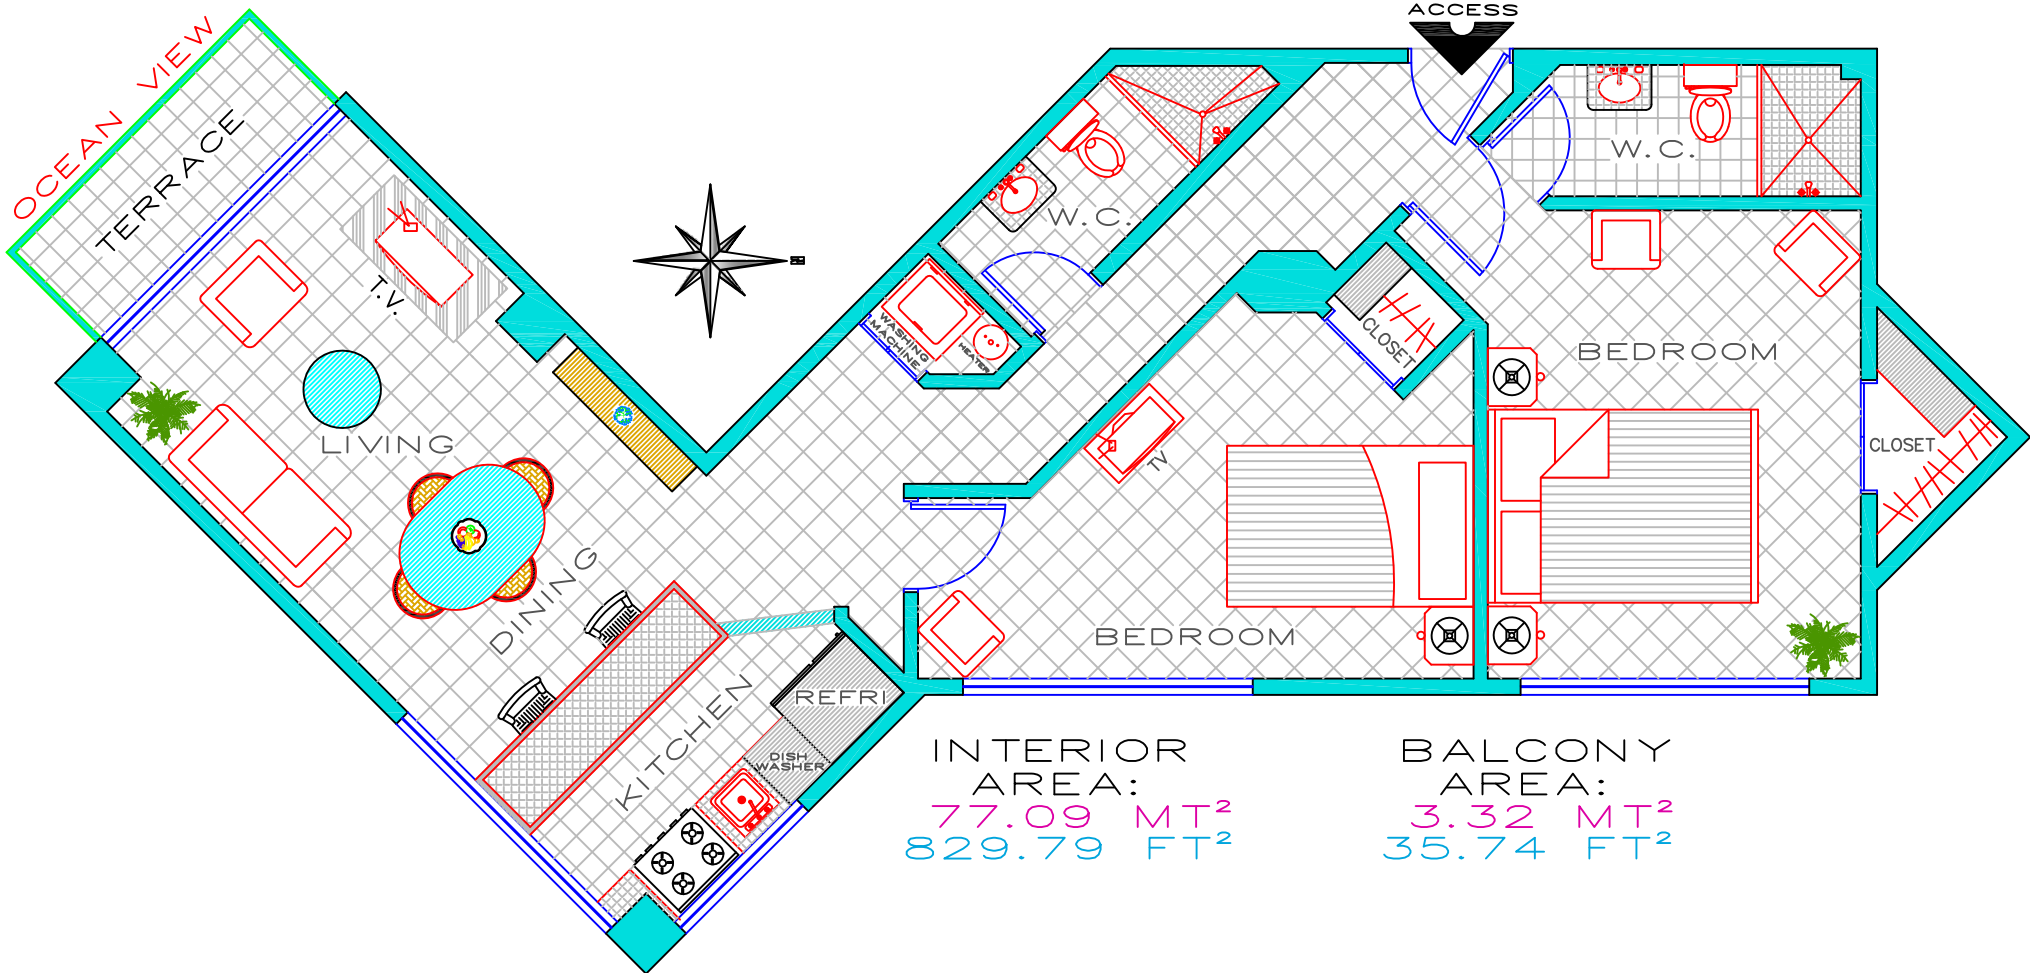 ACCESS
OCEAN VIEW
TERRACE
T.V.
LIVING
DINING
KITCHEN
REFRI
DISH
WASHER
WASHING
MACHINE
HEATER
W.C.
W.C.
CLOSET
TV
BEDROOM
BEDROOM
CLOSET
N
INTERIOR
AREA:
77.09 MT²
829.79 FT²
BALCONY
AREA:
3.32 MT²
35.74 FT²